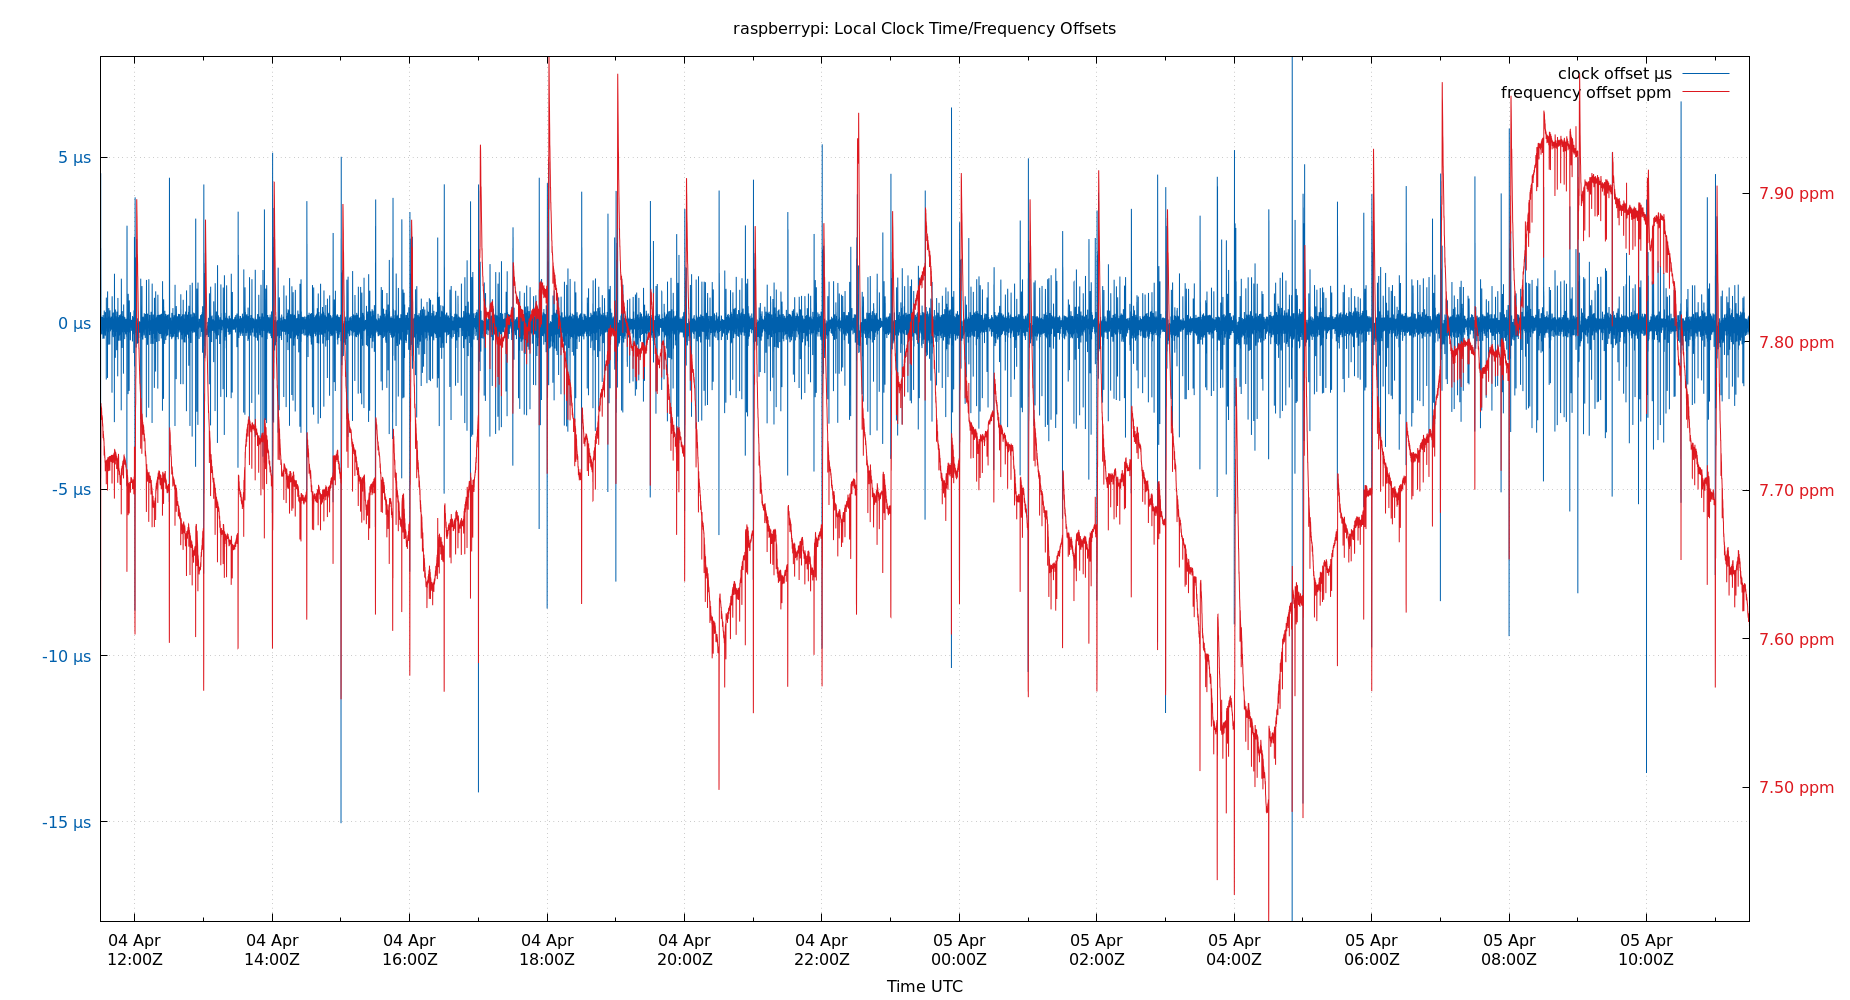 raspberrypi: Local Clock Time/Frequency Offsets
clock offset µs
frequency offset ppm
5 µs
0 µs
-5 µs
-10 µs
-15 µs
7.90 ppm
7.80 ppm
7.70 ppm
7.60 ppm
7.50 ppm
04 Apr 04 Apr 04 Apr 04 Apr 04 Apr 04 Apr 05 Apr 05 Apr 05 Apr 05 Apr 05 Apr 05 Apr
12:00Z 14:00Z 16:00Z 18:00Z 20:00Z 22:00Z 00:00Z 02:00Z 04:00Z 06:00Z 08:00Z 10:00Z
Time UTC